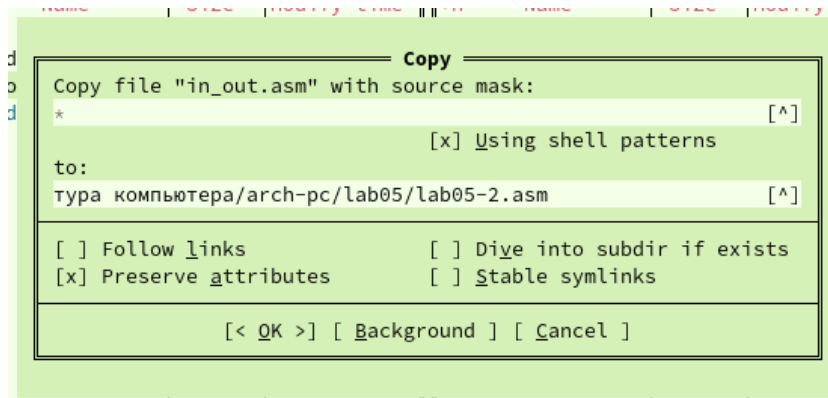 Copy
Copy file "in_out.asm" with source mask:
* [^]
[x] Using shell patterns
to:
тура компьютера/arch-pc/lab05/lab05-2.asm [^]
[ ] Follow links [ ] Dive into subdir if exists
[x] Preserve attributes [ ] Stable symlinks
[< OK >] [ Background ] [ Cancel ]